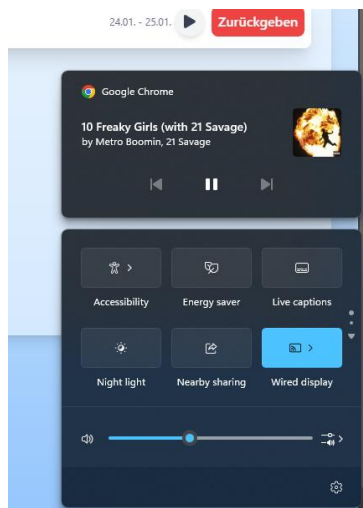 24.01. - 25.01. Zurückgeben
Google Chrome
10 Freaky Girls (with 21 Savage)
by Metro Boomin, 21 Savage
Accessibility Energy saver Live captions
Night light Nearby sharing Wired display